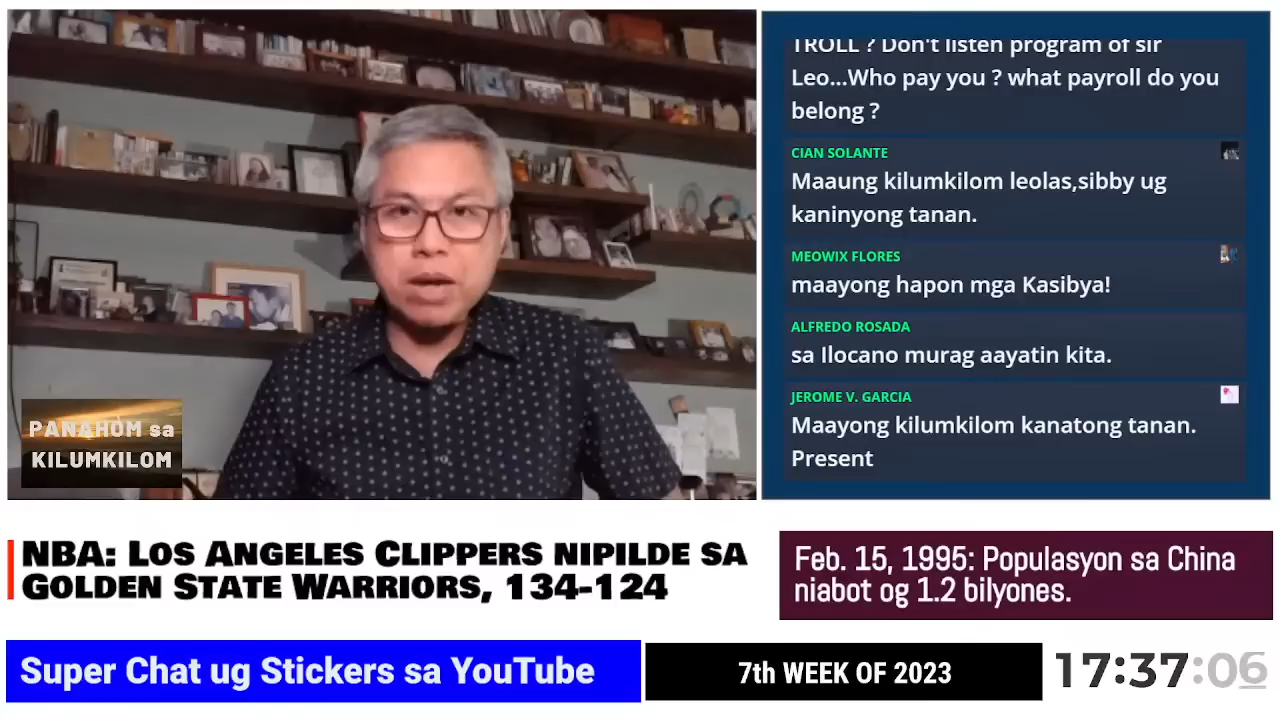 TROLL ? Don't listen program of sir
Leo...Who pay you ? what payroll do you
belong ?
CIAN SOLANTE
Maaung kilumkilom leolas,sibby ug
kaninyong tanan.
MEOWIX FLORES
maayong hapon mga Kasibya!
ALFREDO ROSADA
sa Ilocano murag aayatin kita.
JEROME V. GARCIA
Maayong kilumkilom kanatong tanan.
Present
PANAHOM sa
KILUMKILOM
NBA: LOS ANGELES CLIPPERS NIPILDE SA
GOLDEN STATE WARRIORS, 134-124
Feb. 15, 1995: Populasyon sa China
niabot og 1.2 bilyones.
Super Chat ug Stickers sa YouTube
7th WEEK OF 2023
17:37:06